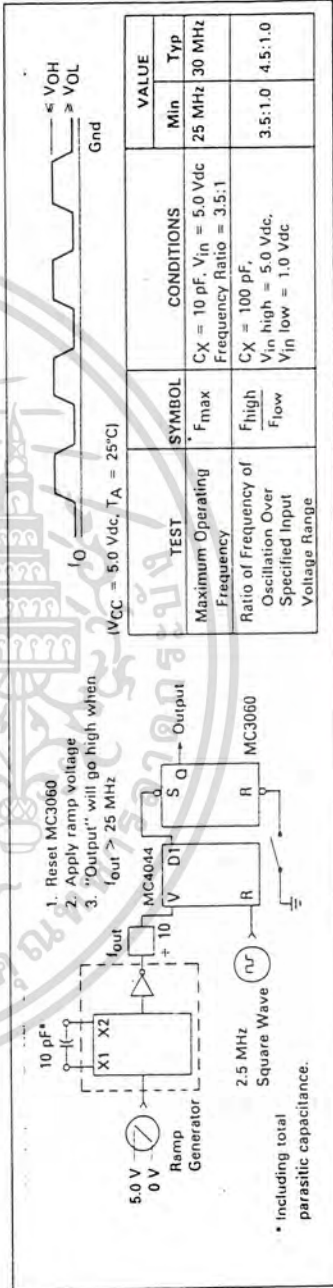 1. Reset MC3060
2. Apply ramp voltage
3. "Output" will go high when
fout > 25 MHz
10 pF*
X1 X2
5.0 V
0 V
Ramp
Generator
fout
÷ 10
MC4044
V D1
R
2.5 MHz
Square Wave
S Q
R
Output
MC3060
* Including total
parasitic capacitance.
≤ VOH
≥ VOL
Gnd
fO
(VCC = 5.0 Vdc, TA = 25°C)
TEST SYMBOL CONDITIONS VALUE
Min Typ
Maximum Operating Frequency Fmax CX = 10 pF, Vin = 5.0 Vdc 25 MHz 30 MHz
Frequency Ratio = 3.5:1
Ratio of Frequency of Fhigh CX = 100 pF, 3.5:1.0 4.5:1.0
Oscillation Over Flow Vin high = 5.0 Vdc,
Specified Input Vin low = 1.0 Vdc
Voltage Range